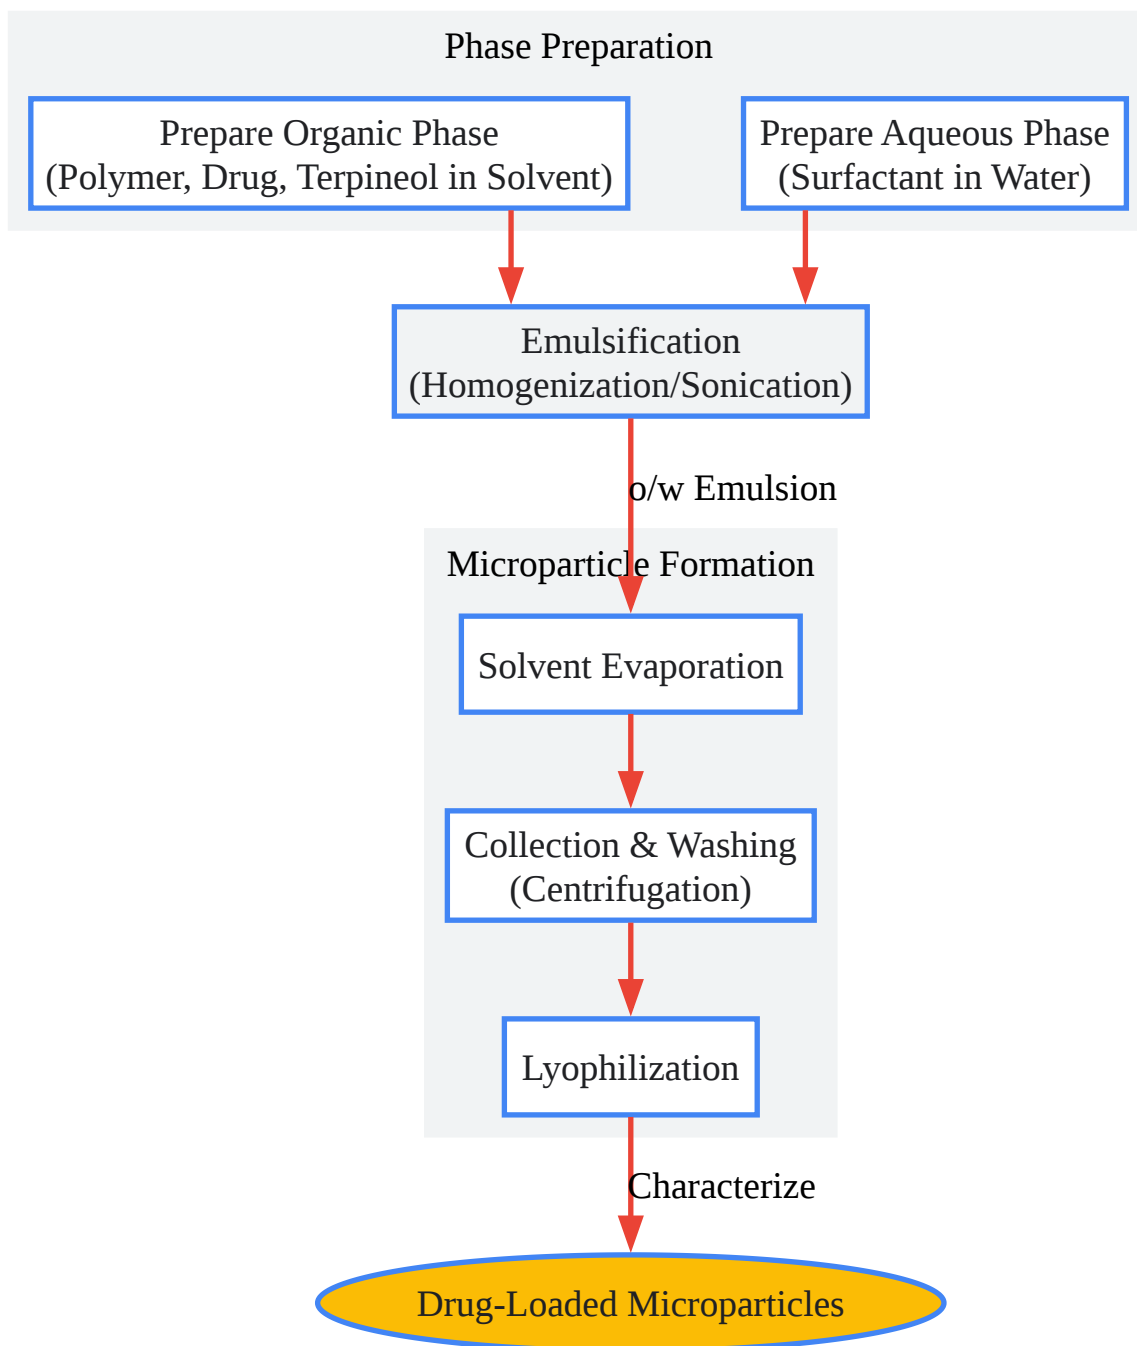 Phase Preparation
Prepare Organic Phase
(Polymer, Drug, Terpineol in Solvent)
Prepare Aqueous Phase
(Surfactant in Water)
Emulsification
(Homogenization/Sonication)
o/w Emulsion
Microparticle Formation
Solvent Evaporation
Collection & Washing
(Centrifugation)
Lyophilization
Characterize
Drug-Loaded Microparticles